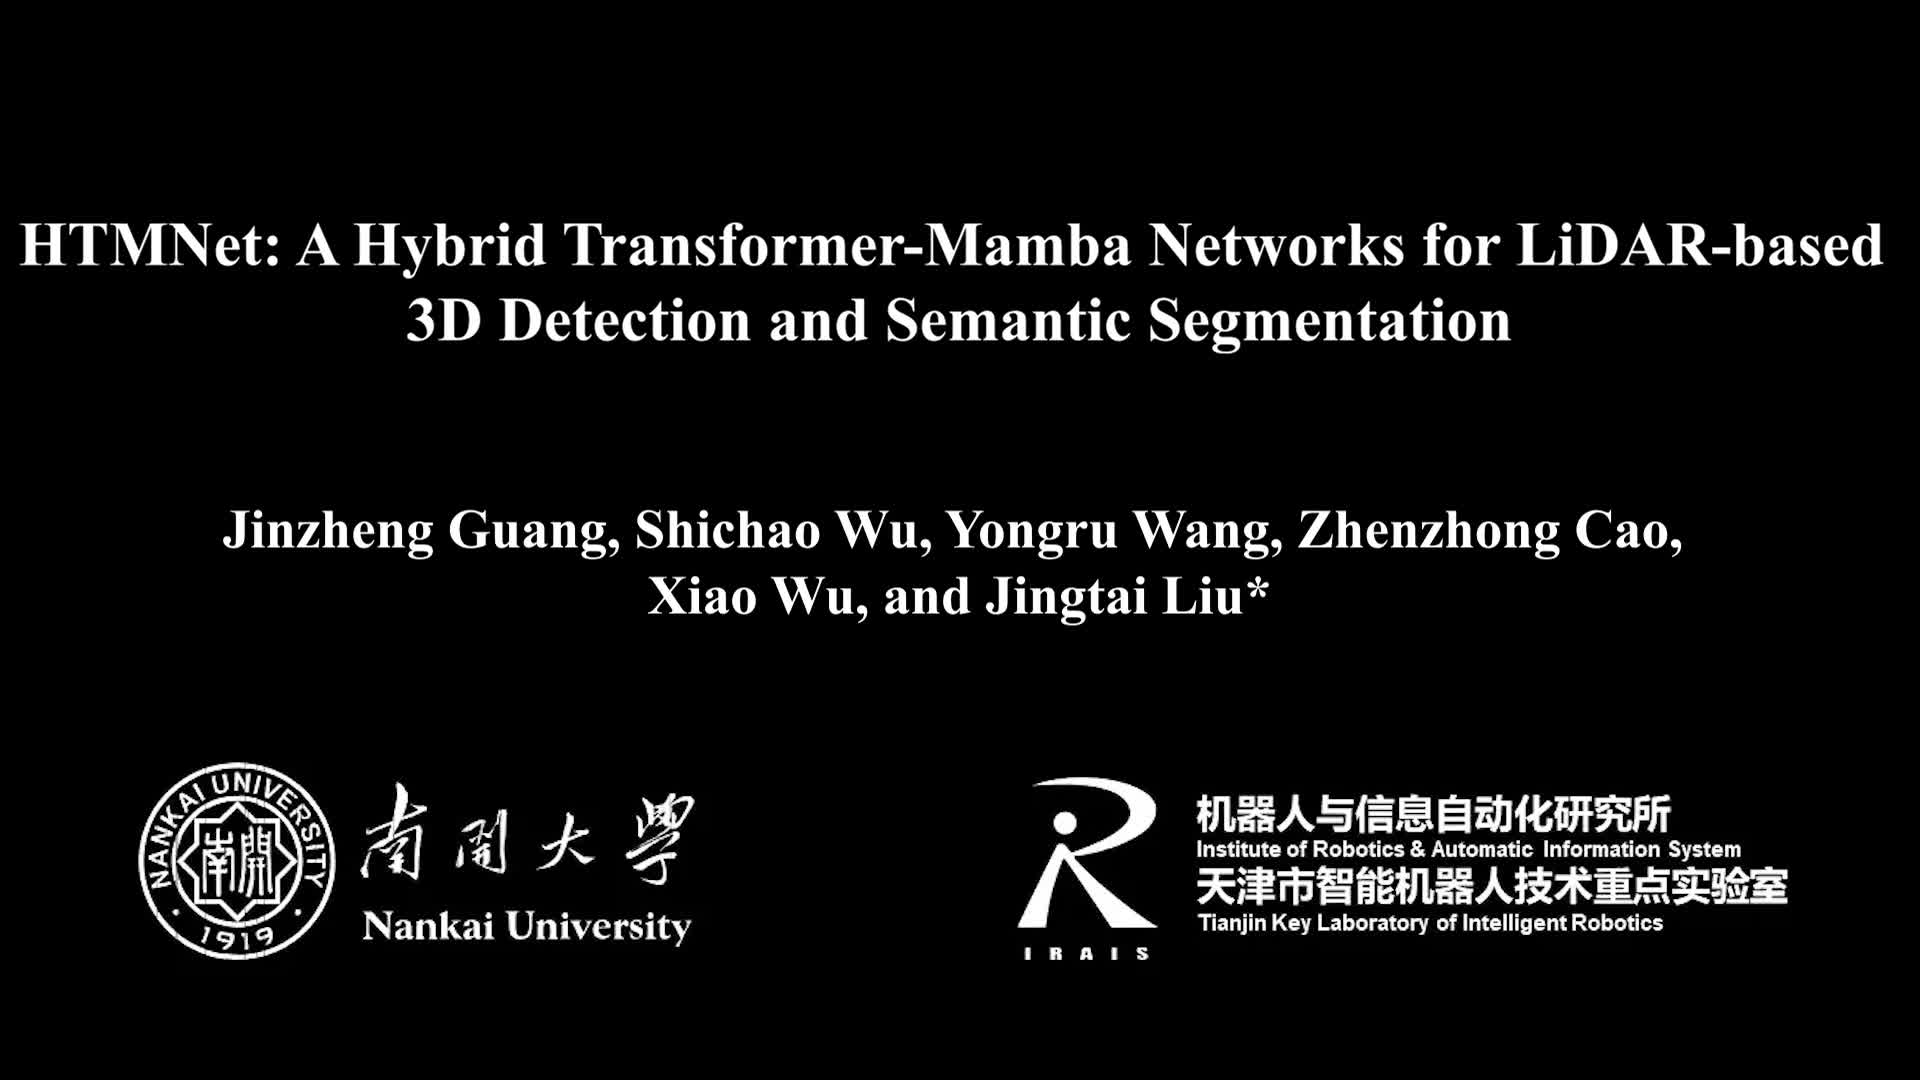 HTMNet: A Hybrid Transformer-Mamba Networks for LiDAR-based
3D Detection and Semantic Segmentation
Jinzheng Guang, Shichao Wu, Yongru Wang, Zhenzhong Cao,
Xiao Wu, and Jingtai Liu*
NANKAI UNIVERSITY
南開
1919
南開大學
Nankai University
IRAIS
机器人与信息自动化研究所
Institute of Robotics & Automatic Information System
天津市智能机器人技术重点实验室
Tianjin Key Laboratory of Intelligent Robotics